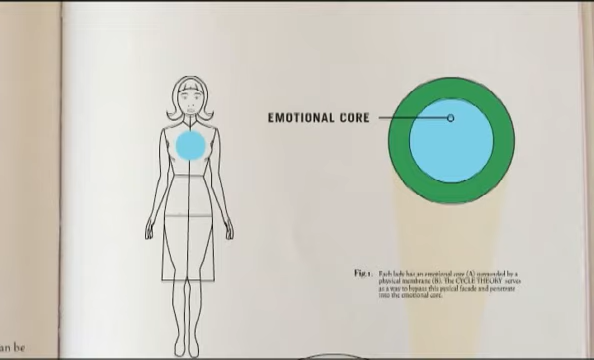 EMOTIONAL CORE
Fig 1. Each lady has an emotional core (A) surrounded by a
physical membrane (B). The CYCLE THEORY serves
as a way to bypass this facade and penetrate
into the emotional core.
an be